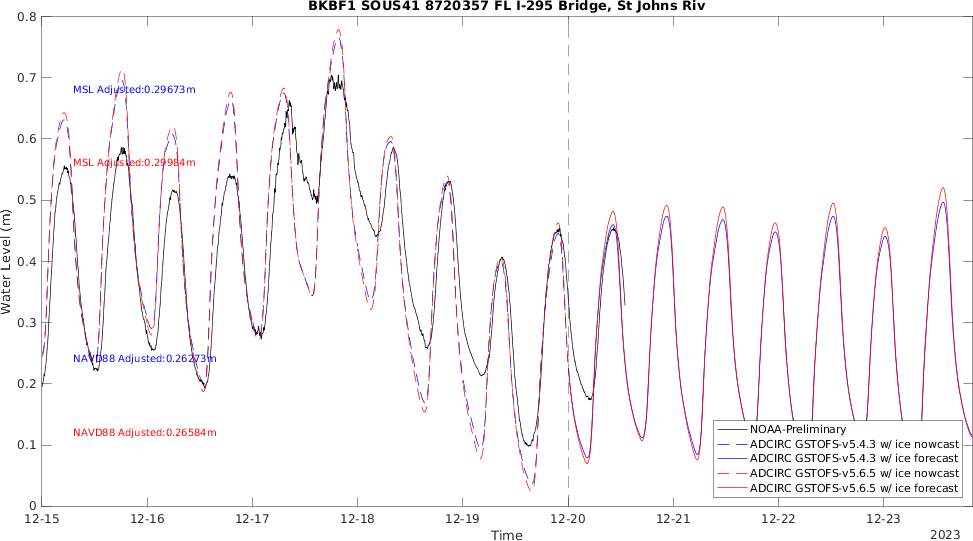 BKBF1 SOUS41 8720357 FL I-295 Bridge, St Johns Riv
0.8
0.7
0.6
0.5
0.4
0.3
0.2
0.1
0
Water Level (m)
MSL Adjusted:0.29673m
MSL Adjusted:0.29984m
NAVD88 Adjusted:0.26273m
NAVD88 Adjusted:0.26584m
NOAA-Preliminary
ADCIRC GSTOFS-v5.4.3 w/ ice nowcast
ADCIRC GSTOFS-v5.4.3 w/ ice forecast
ADCIRC GSTOFS-v5.6.5 w/ ice nowcast
ADCIRC GSTOFS-v5.6.5 w/ ice forecast
12-15 12-16 12-17 12-18 12-19 12-20 12-21 12-22 12-23
Time
2023